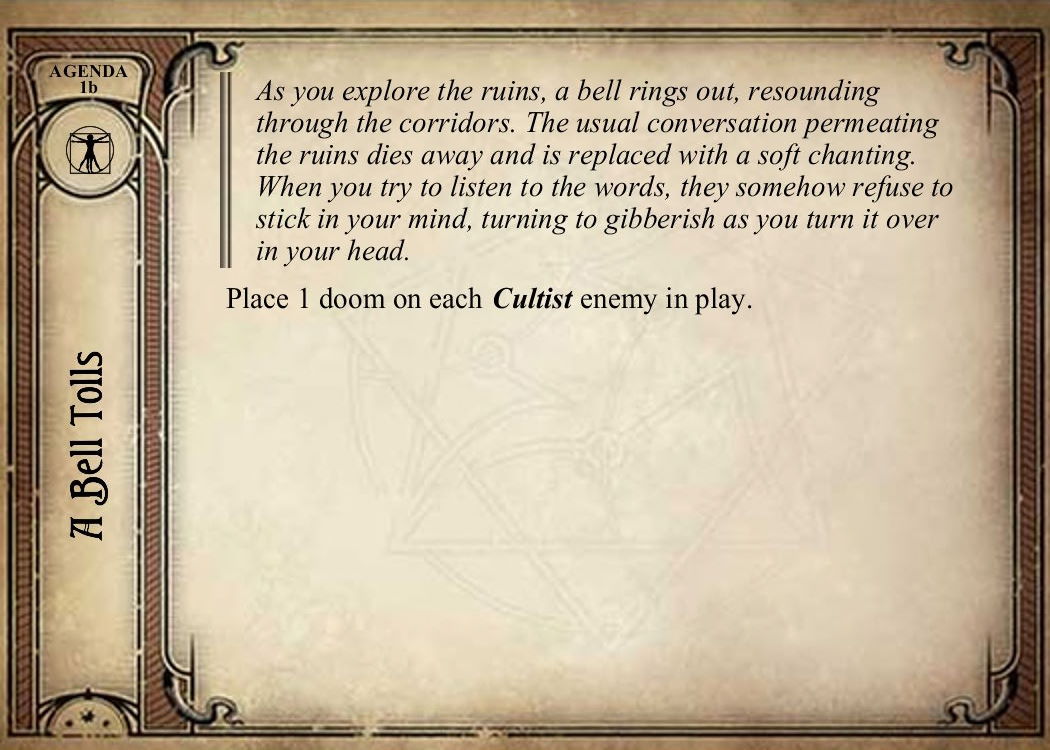 AGENDA
1b
A Bell Tolls
As you explore the ruins, a bell rings out, resounding
through the corridors. The usual conversation permeating
the ruins dies away and is replaced with a soft chanting.
When you try to listen to the words, they somehow refuse to
stick in your mind, turning to gibberish as you turn it over
in your head.
Place 1 doom on each Cultist enemy in play.